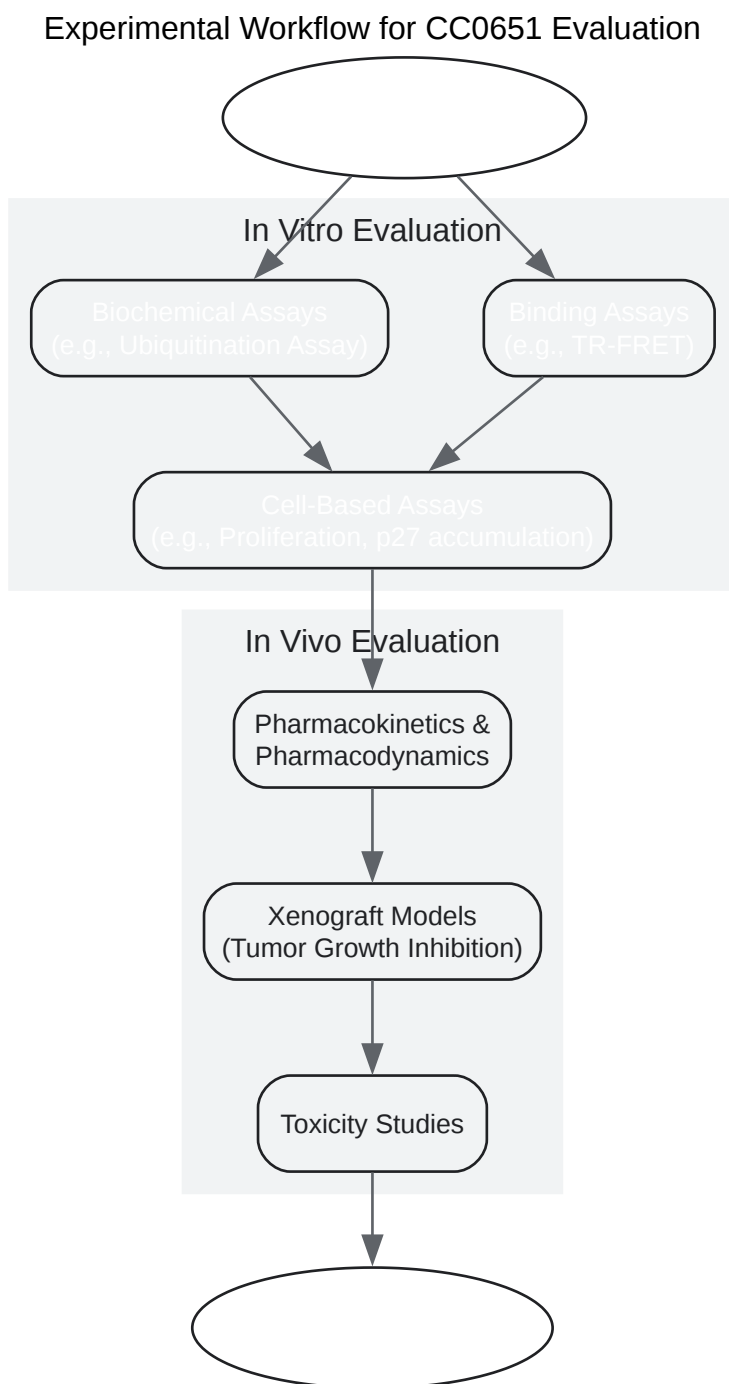 Experimental Workflow for CC0651 Evaluation
In Vitro Evaluation
Biochemical Assays
(e.g., Ubiquitination Assay)
Binding Assays
(e.g., TR-FRET)
Cell-Based Assays
(e.g., Proliferation, p27 accumulation)
In Vivo Evaluation
Pharmacokinetics &
Pharmacodynamics
Xenograft Models
(Tumor Growth Inhibition)
Toxicity Studies